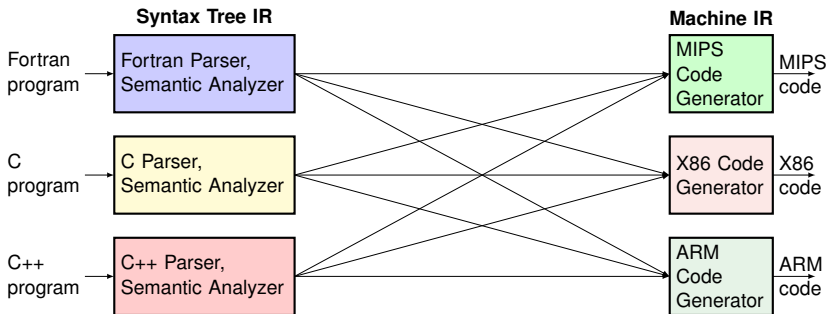 Syntax Tree IR
Machine IR
Fortran
program
Fortran Parser,
Semantic Analyzer
MIPS
Code
Generator
MIPS
code
C
program
C Parser,
Semantic Analyzer
X86 Code
Generator
X86
code
C++
program
C++ Parser,
Semantic Analyzer
ARM
Code
Generator
ARM
code